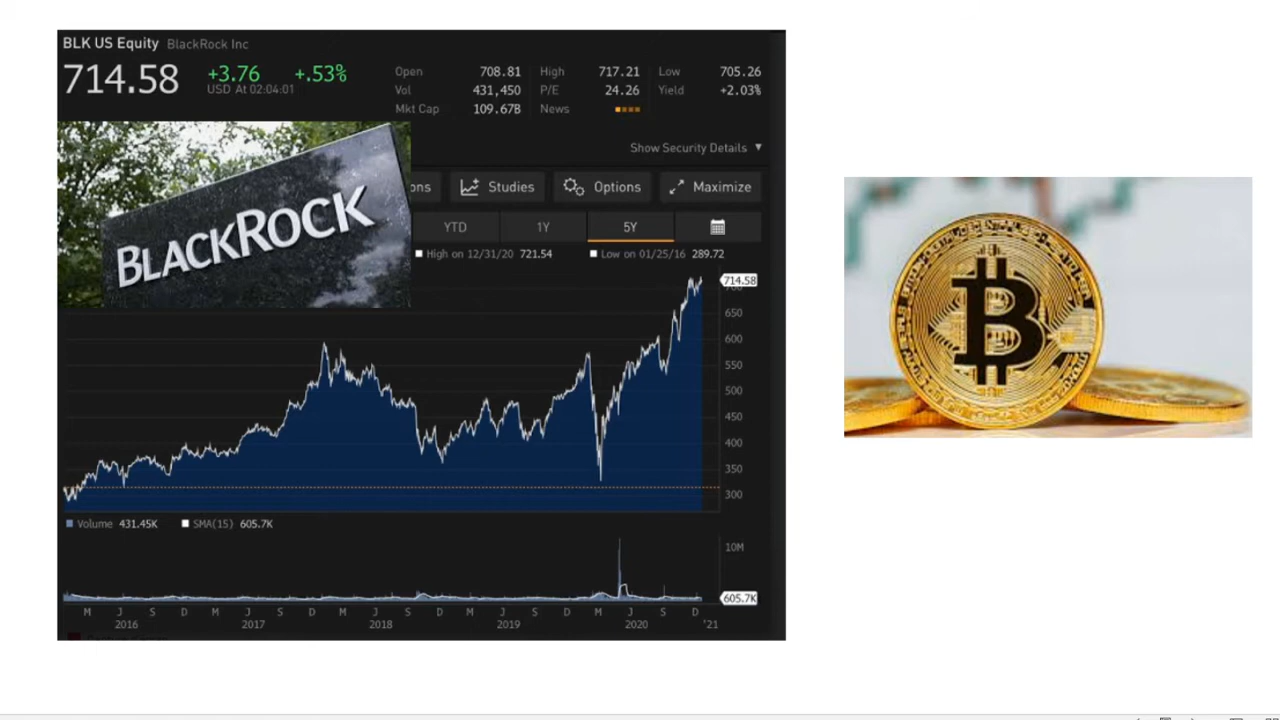 BLK US Equity BlackRock Inc
714.58 +3.76 +.53%
USD At 02:04:01
Open 708.81 High 717.21 Low 705.26
Vol 431,450 P/E 24.26 Yield +2.03%
Mkt Cap 109.67B News
Show Security Details
ons Studies Options Maximize
BLACKROCK
YTD 1Y 5Y
High on 12/31/20 721.54 Low on 01/25/16 289.72
714.58
700
650
600
550
500
450
400
350
300
Volume 431.45K SMA(15) 605.7K
10M
605.7K
M J S D M J S D M J S D M J S D M J S D
2016 2017 2018 2019 2020 '21